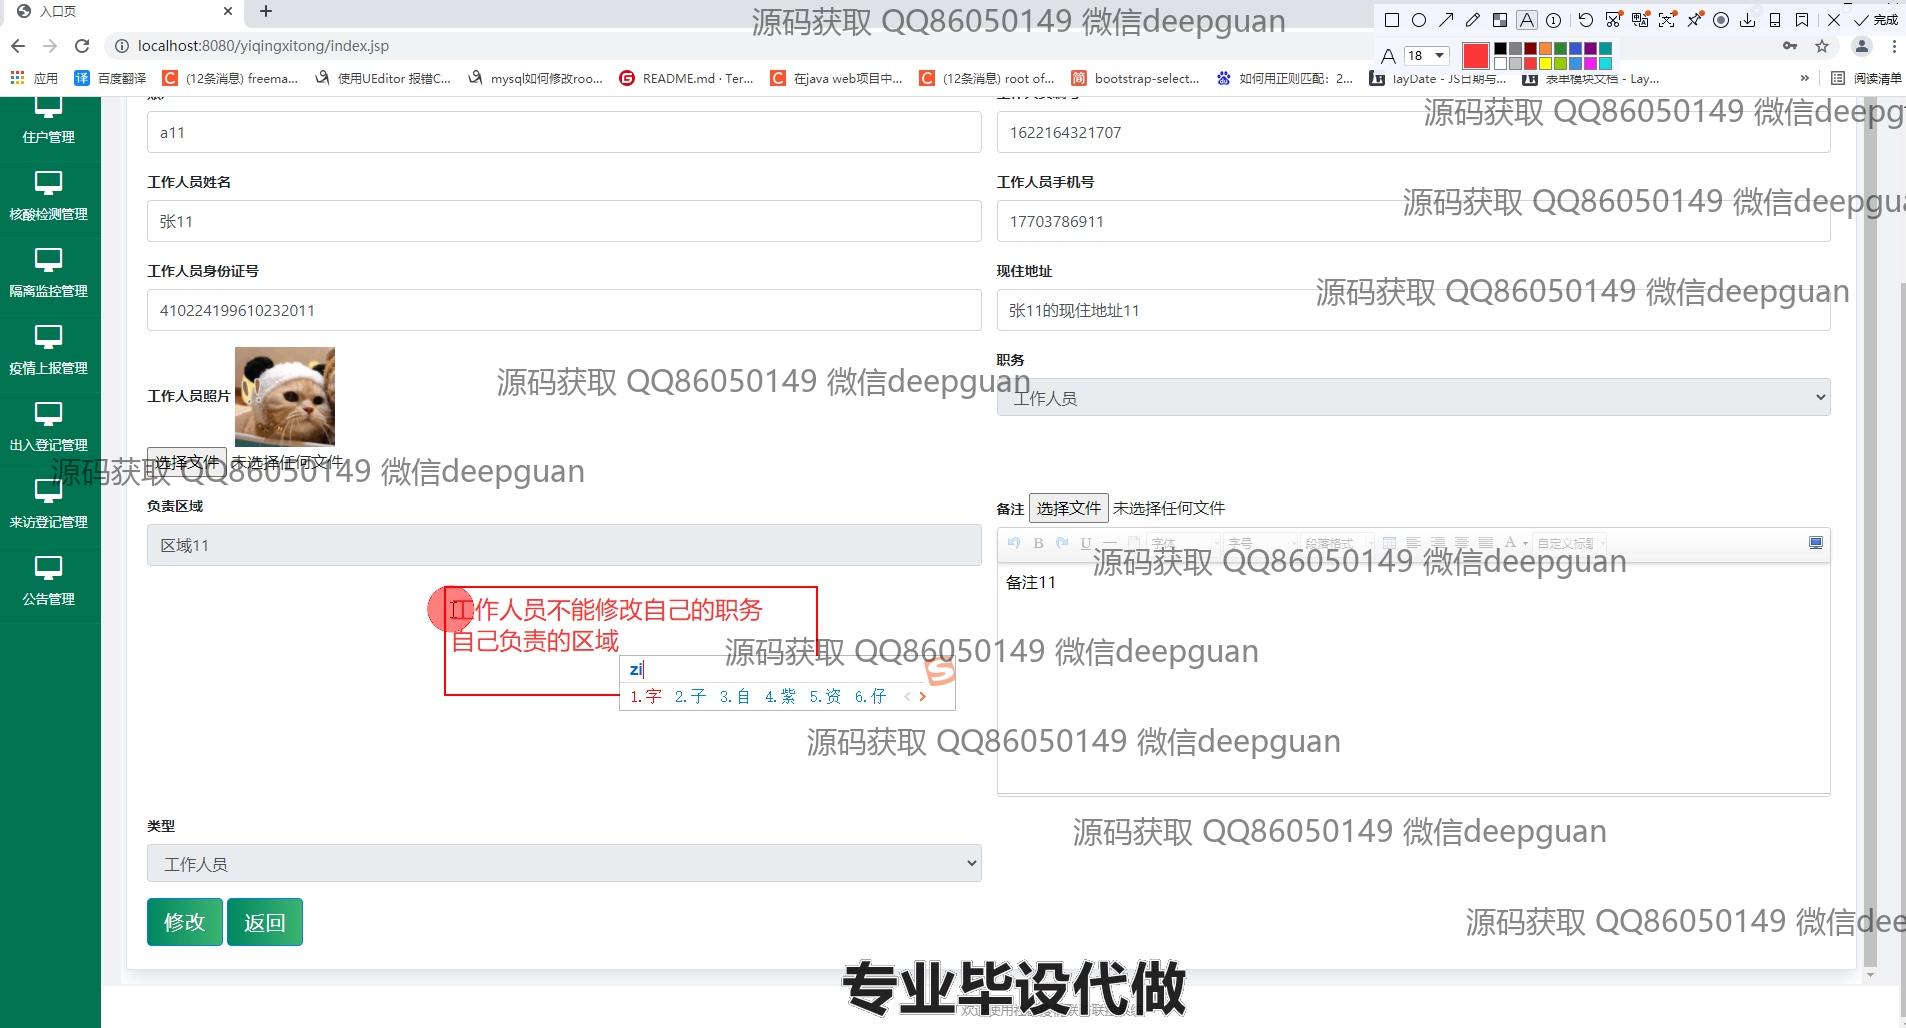 入口页
源码获取 QQ86050149 微信deepguan
完成
localhost:8080/yiqingxitong/index.jsp
18
应用
百度翻译
(12条消息) freema...
使用UEditor 报错C...
mysql如何修改roo...
README.md · Ter...
在java web项目中...
(12条消息) root of...
bootstrap-select...
如何用正则匹配：2...
layDate - JS日期与...
表单模块文档 - Lay...
阅读清单
源码获取 QQ86050149 微信deepg
住户管理
a11
1622164321707
工作人员姓名
工作人员手机号
核酸检测管理
张11
17703786911
源码获取 QQ86050149 微信deepgua
工作人员身份证号
现住地址
隔离监控管理
410224199610232011
张11的现住地址11
源码获取 QQ86050149 微信deepguan
职务
疫情上报管理
工作人员照片
源码获取 QQ86050149 微信deepguan
工作人员
出入登记管理
选择文件 未选择任何文件
源码获取 QQ86050149 微信deepguan
负责区域
备注 选择文件 未选择任何文件
来访登记管理
区域11
字体
字号
段落格式
自定义标题
源码获取 QQ86050149 微信deepguan
备注11
公告管理
工作人员不能修改自己的职务
自己负责的区域
源码获取 QQ86050149 微信deepguan
zi
1.字 2.子 3.自 4.紫 5.资 6.仔
源码获取 QQ86050149 微信deepguan
类型
源码获取 QQ86050149 微信deepguan
工作人员
修改 返回
源码获取 QQ86050149 微信deep
专业毕设代做